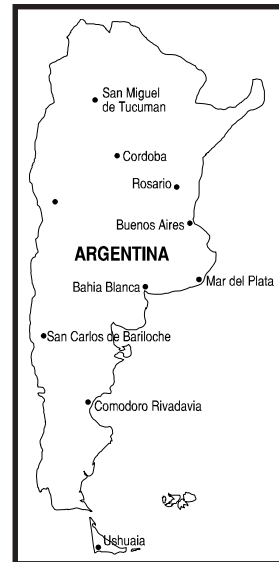 San Miguel
de Tucuman
Cordoba
Rosario
Buenos Aires
ARGENTINA
Mar del Plata
Bahia Blanca
San Carlos de Bariloche
Comodoro Rivadavia
Ushuaia